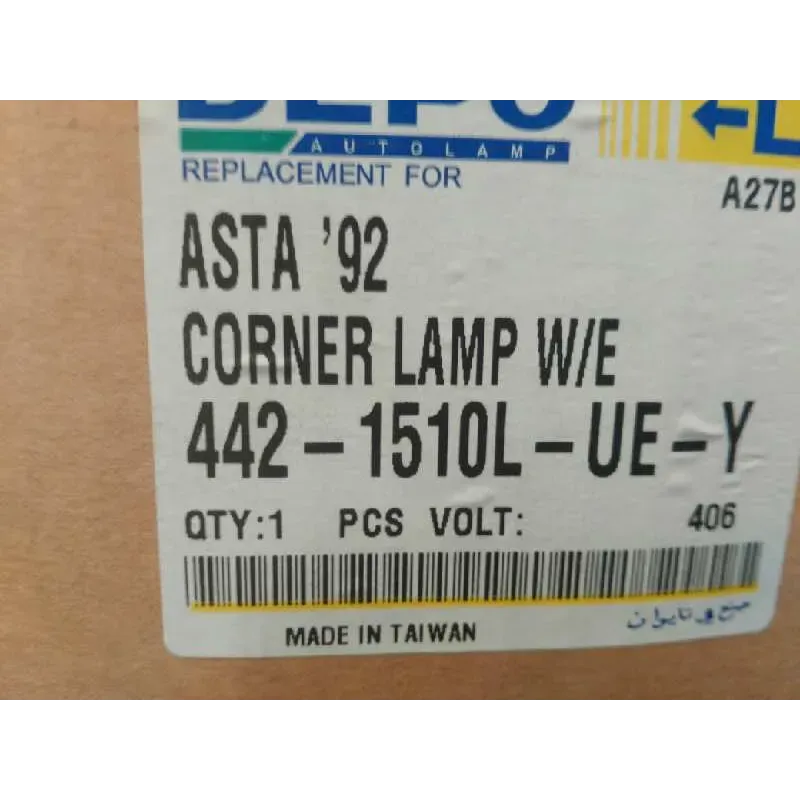 DEPO
L
AUTOLAMP
REPLACEMENT FOR
A27B
ASTA '92
CORNER LAMP W/E
442-1510L-UE-Y
QTY:1 PCS VOLT: 406
صنع في تايوان
MADE IN TAIWAN